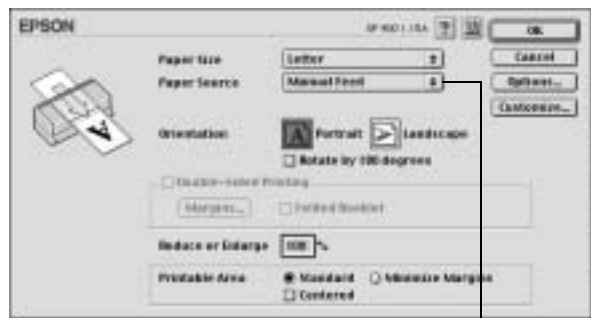 EPSON
OK
Paper Size Letter Cancel
Paper Source Manual Feed Options...
Customize...
Orientation A Portrait Landscape
Rotate by 180 degrees
Double-sided Printing
Margins... Folded Booklet
Reduce or Enlarge 100 %
Printable Area Standard Minimize Margins
Centered